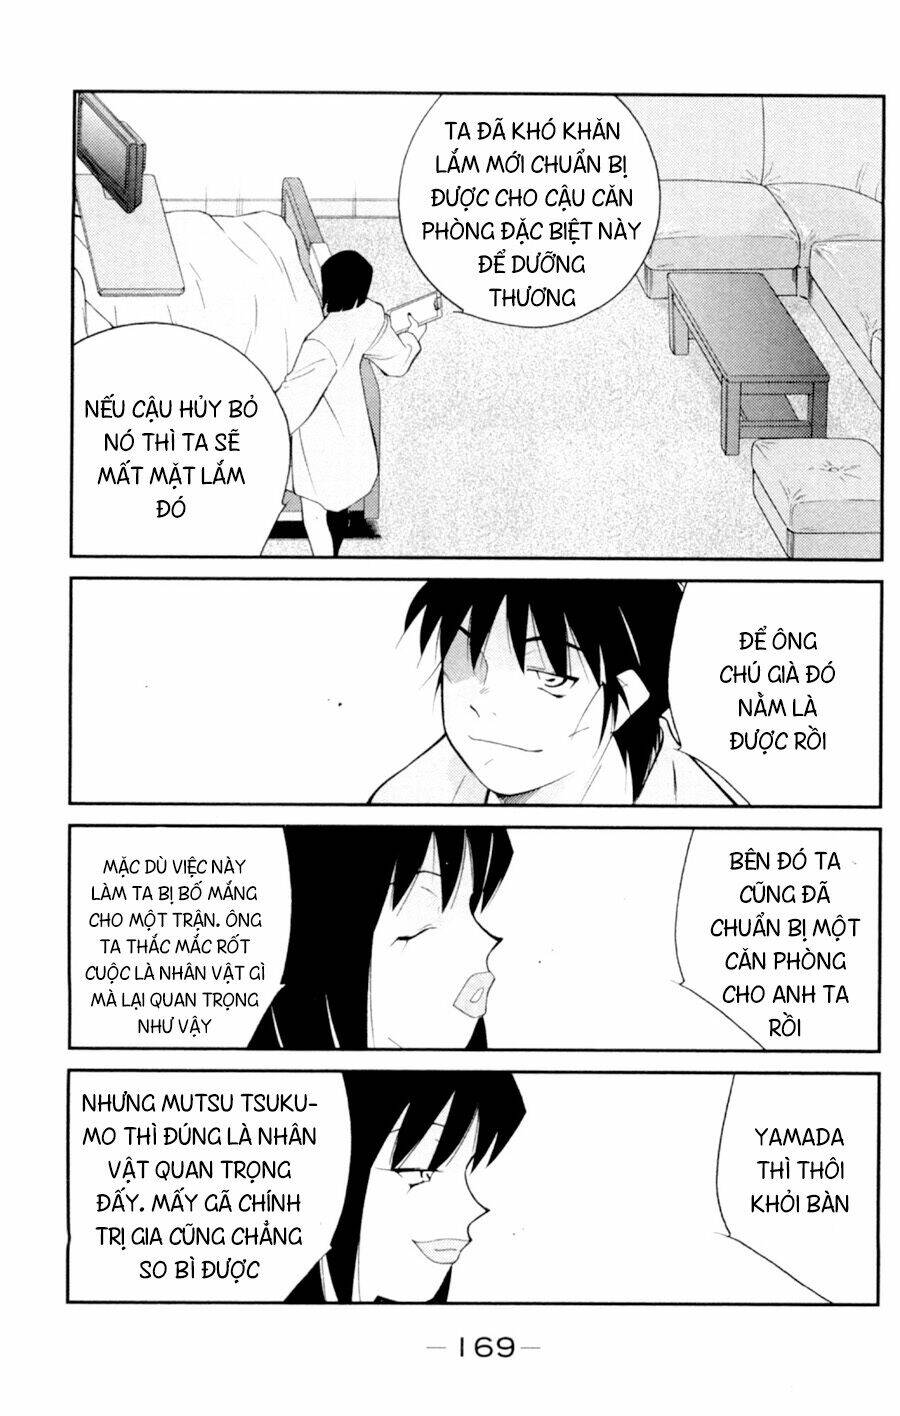 TA ĐÃ KHÓ KHĂN
LẮM MỚI CHUẨN BỊ
ĐƯỢC CHO CẬU CĂN
PHÒNG ĐẶC BIỆT NÀY
ĐỂ DƯỠNG
THƯƠNG
NẾU CẬU HỦY BỎ
NÓ THÌ TA SẼ
MẤT MẶT LẮM
ĐÓ
ĐỂ ÔNG
CHÚ GIÀ ĐÓ
NẰM LÀ
ĐƯỢC RỒI
BÊN ĐÓ TA
CŨNG ĐÃ
CHUẨN BỊ MỘT
CĂN PHÒNG
CHO ANH TA
RỒI
MẶC DÙ VIỆC NÀY
LÀM TA BỊ BỐ MẮNG
CHO MỘT TRẬN. ÔNG
TA THẮC MẮC RỐT
CUỘC LÀ NHÂN VẬT GÌ
MÀ LẠI QUAN TRỌNG
NHƯ VẬY
YAMADA
THÌ THÔI
KHỎI BÀN
NHƯNG MUTSU TSUKU-
MO THÌ ĐÚNG LÀ NHÂN
VẬT QUAN TRỌNG
ĐẤY. MẤY GÃ CHÍNH
TRỊ GIA CŨNG CHẲNG
SO BÌ ĐƯỢC
— 169 —